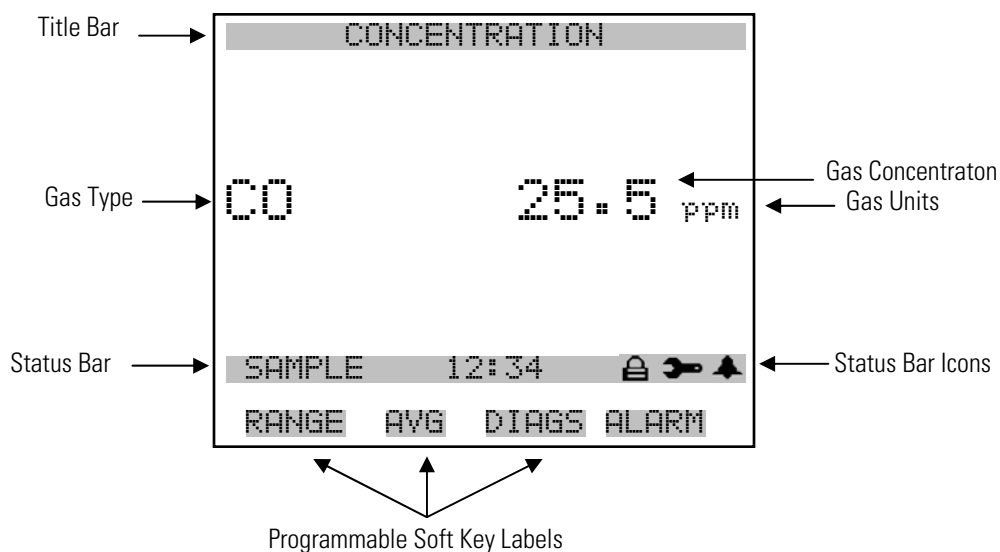 Title Bar
CONCENTRATION
Gas Type
CO 25.5 ppm
Gas Concentraton
Gas Units
Status Bar
SAMPLE 12:34
Status Bar Icons
RANGE AVG DIAGS ALARM
Programmable Soft Key Labels